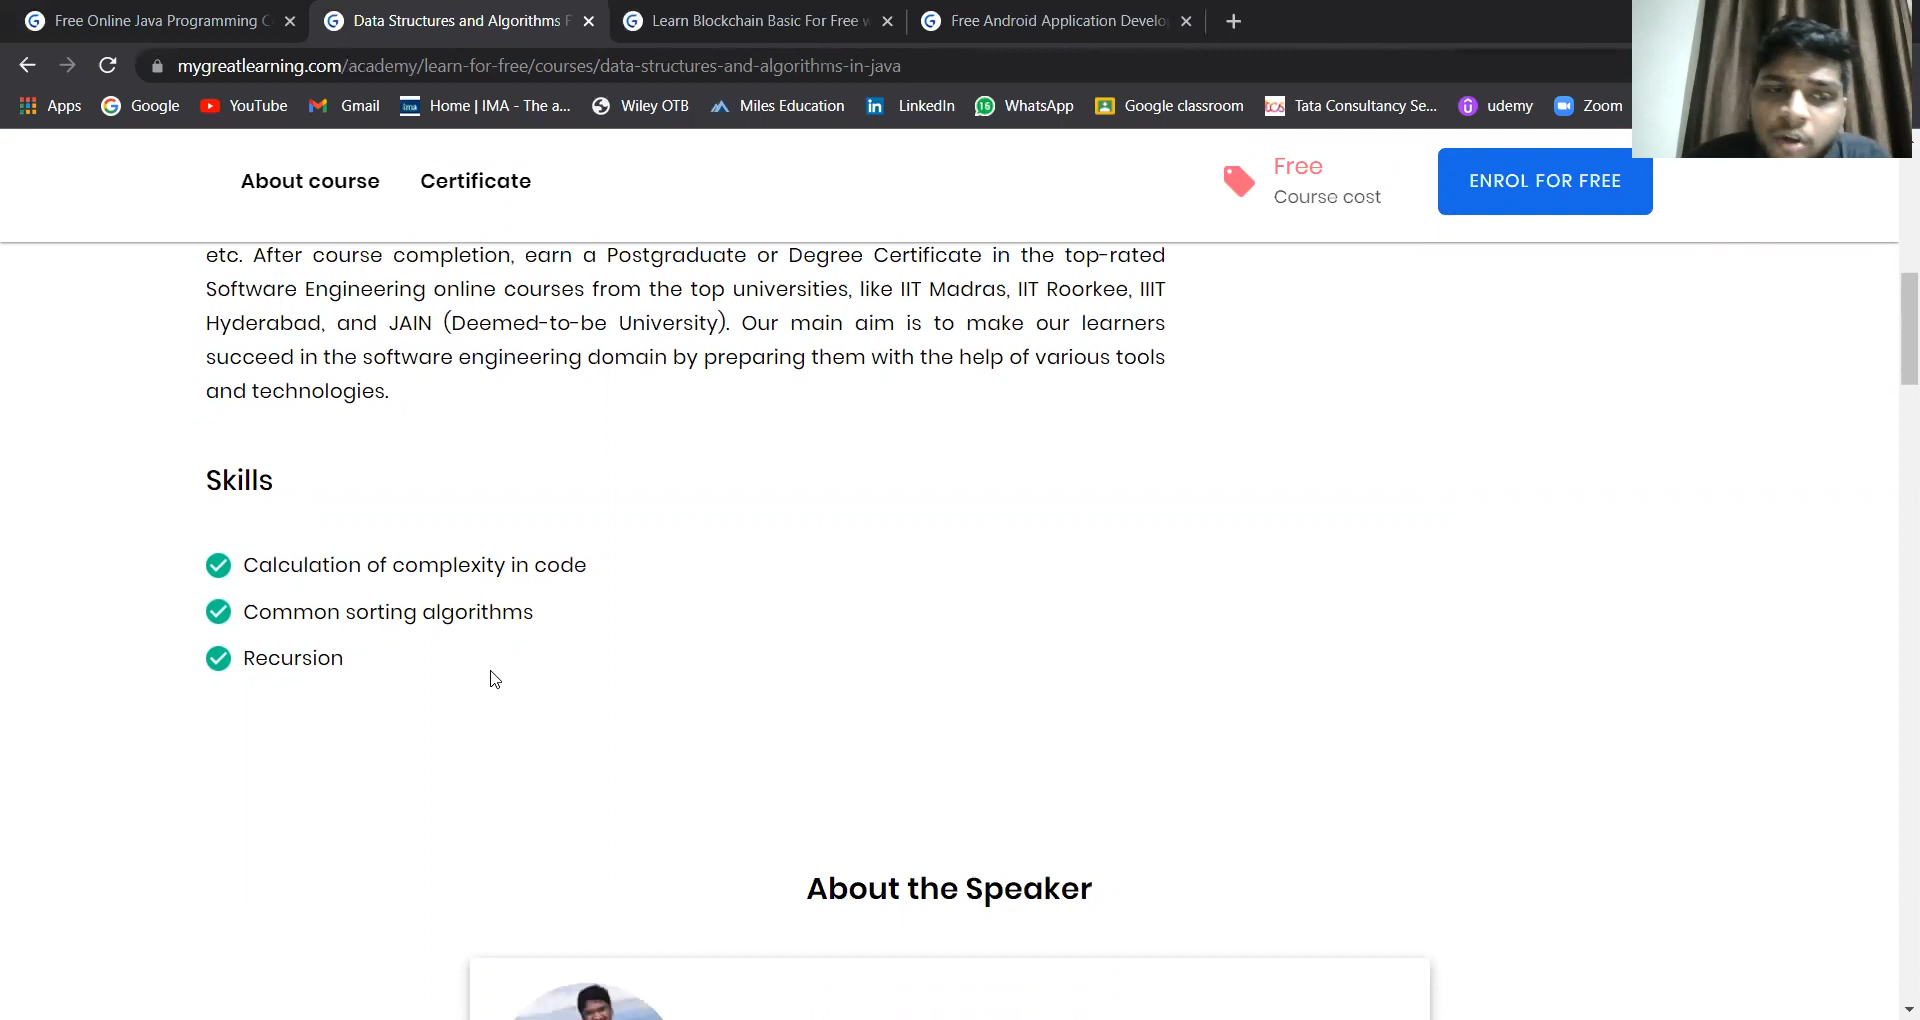 Free Online Java Programming C
Data Structures and Algorithms F
Learn Blockchain Basic For Free w
Free Android Application Develo
mygreatlearning.com/academy/learn-for-free/courses/data-structures-and-algorithms-in-java
Apps Google YouTube Gmail Home | IMA - The a... Wiley OTB Miles Education LinkedIn 16 WhatsApp Google classroom Tata Consultancy Se... udemy Zoom
About course Certificate Free ENROL FOR FREE
Course cost
etc. After course completion, earn a Postgraduate or Degree Certificate in the top-rated
Software Engineering online courses from the top universities, like IIT Madras, IIT Roorkee, IIIT
Hyderabad, and JAIN (Deemed-to-be University). Our main aim is to make our learners
succeed in the software engineering domain by preparing them with the help of various tools
and technologies.
Skills
Calculation of complexity in code
Common sorting algorithms
Recursion
About the Speaker